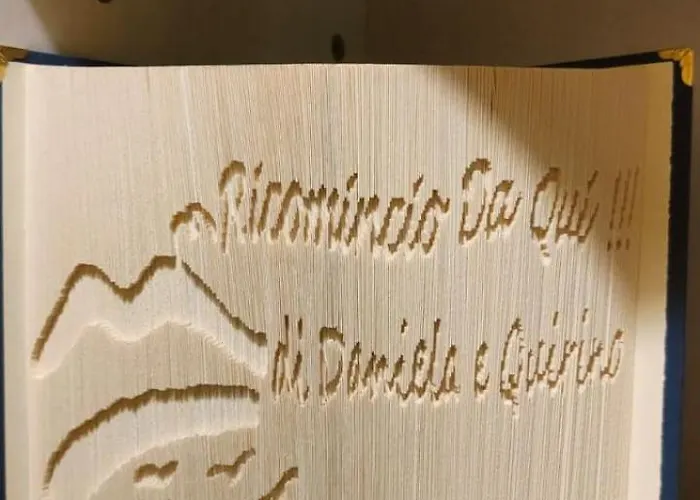 Ricomincio Da Qui !!!
di Daniela e Quirino